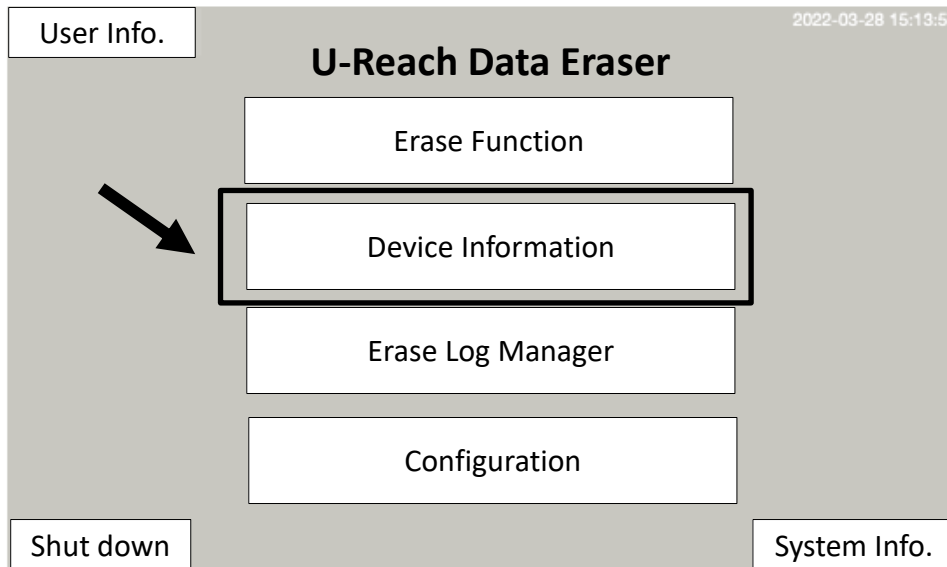 User Info.
2022-03-28 15:13:5
U-Reach Data Eraser
Erase Function
Device Information
Erase Log Manager
Configuration
Shut down
System Info.